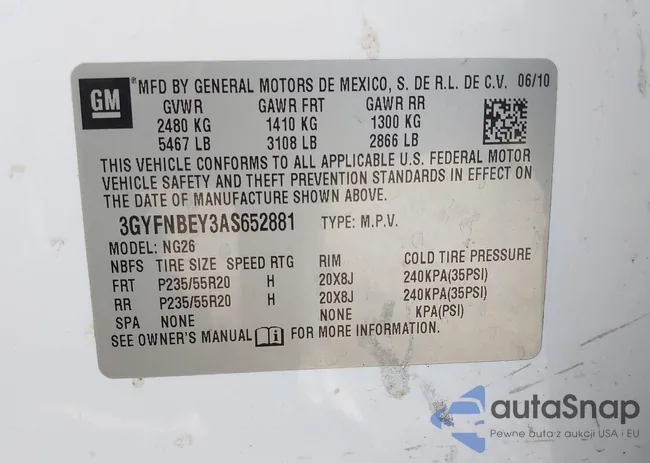 GM
MFD BY GENERAL MOTORS DE MEXICO, S. DE R.L. DE C.V. 06/10
GVWR GAWR FRT GAWR RR
2480 KG 1410 KG 1300 KG
5467 LB 3108 LB 2866 LB
THIS VEHICLE CONFORMS TO ALL APPLICABLE U.S. FEDERAL MOTOR
VEHICLE SAFETY AND THEFT PREVENTION STANDARDS IN EFFECT ON
THE DATE OF MANUFACTURE SHOWN ABOVE.
3GYFNBEY3AS652881 TYPE: M.P.V.
MODEL: NG26
NBFS TIRE SIZE SPEED RTG RIM COLD TIRE PRESSURE
FRT P235/55R20 H 20X8J 240KPA(35PSI)
RR P235/55R20 H 20X8J 240KPA(35PSI)
SPA NONE NONE KPA(PSI)
SEE OWNER'S MANUAL FOR MORE INFORMATION.
autaSnap
Pewne auta z aukcji USA i EU